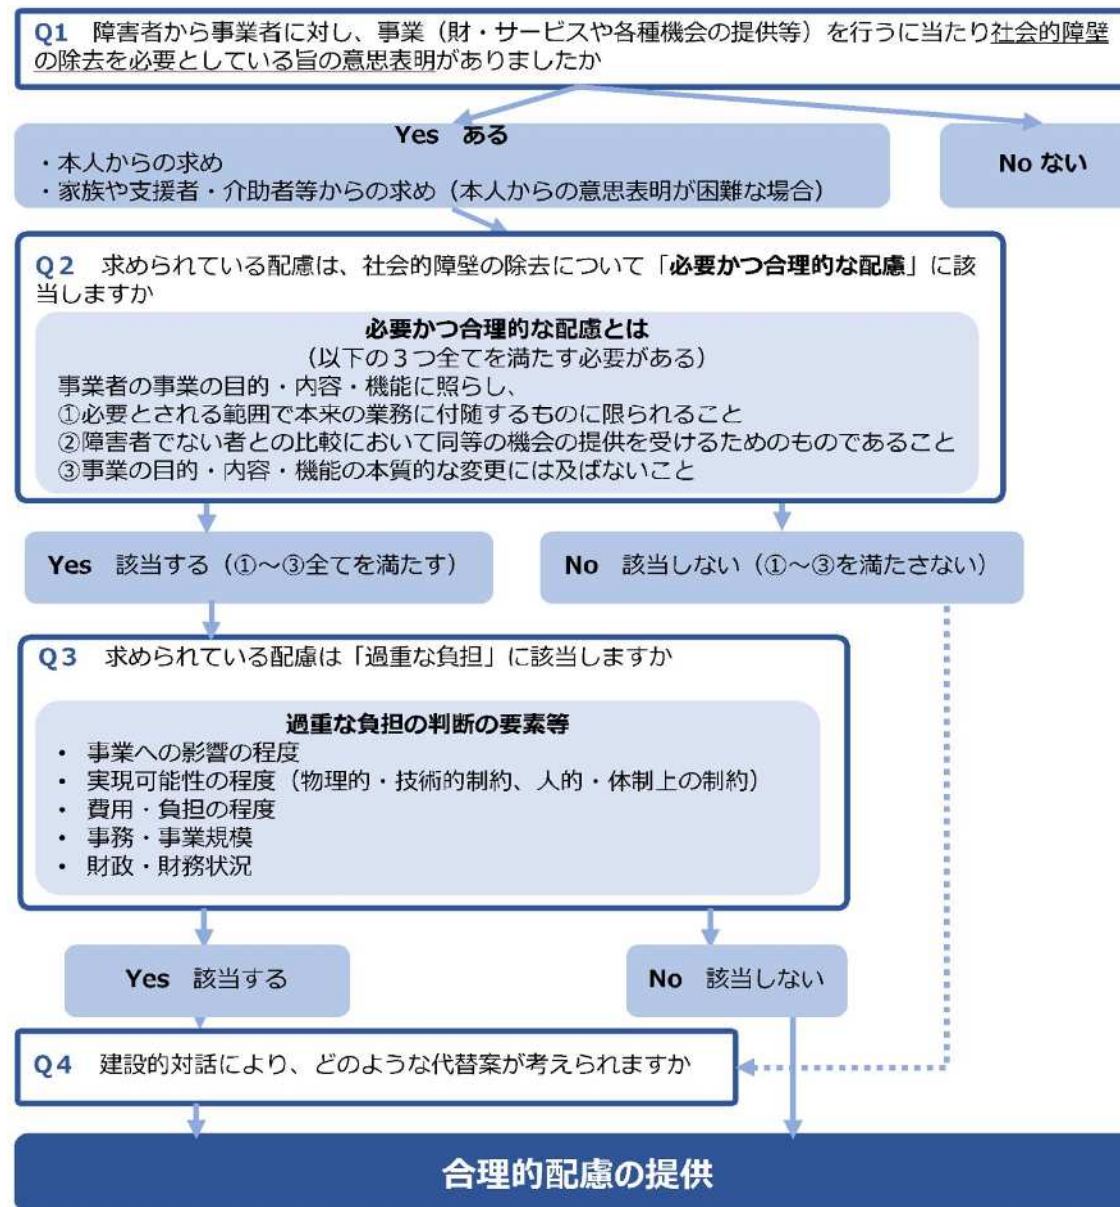 Q1 障害者から事業者に対し、事業（財・サービスや各種機会の提供等）を行うに当たり社会的障壁
の除去を必要としている旨の意思表明がありましたか
Yes ある
・本人からの求め
・家族や支援者・介助者等からの求め（本人からの意思表明が困難な場合）
No ない
Q2 求められている配慮は、社会的障壁の除去について「必要かつ合理的な配慮」に該
当しますか
必要かつ合理的な配慮とは
（以下の３つ全てを満たす必要がある）
事業者の事業の目的・内容・機能に照らし、
①必要とされる範囲で本来の業務に付随するものに限られること
②障害者でない者との比較において同等の機会の提供を受けるためのものであること
③事業の目的・内容・機能の本質的な変更には及ばないこと
Yes 該当する（①～③全てを満たす）
No 該当しない（①～③を満たさない）
Q3 求められている配慮は「過重な負担」に該当しますか
過重な負担の判断の要素等
• 事業への影響の程度
• 実現可能性の程度（物理的・技術的制約、人的・体制上の制約）
• 費用・負担の程度
• 事務・事業規模
• 財政・財務状況
Yes 該当する
No 該当しない
Q4 建設的対話により、どのような代替案が考えられますか
合理的配慮の提供